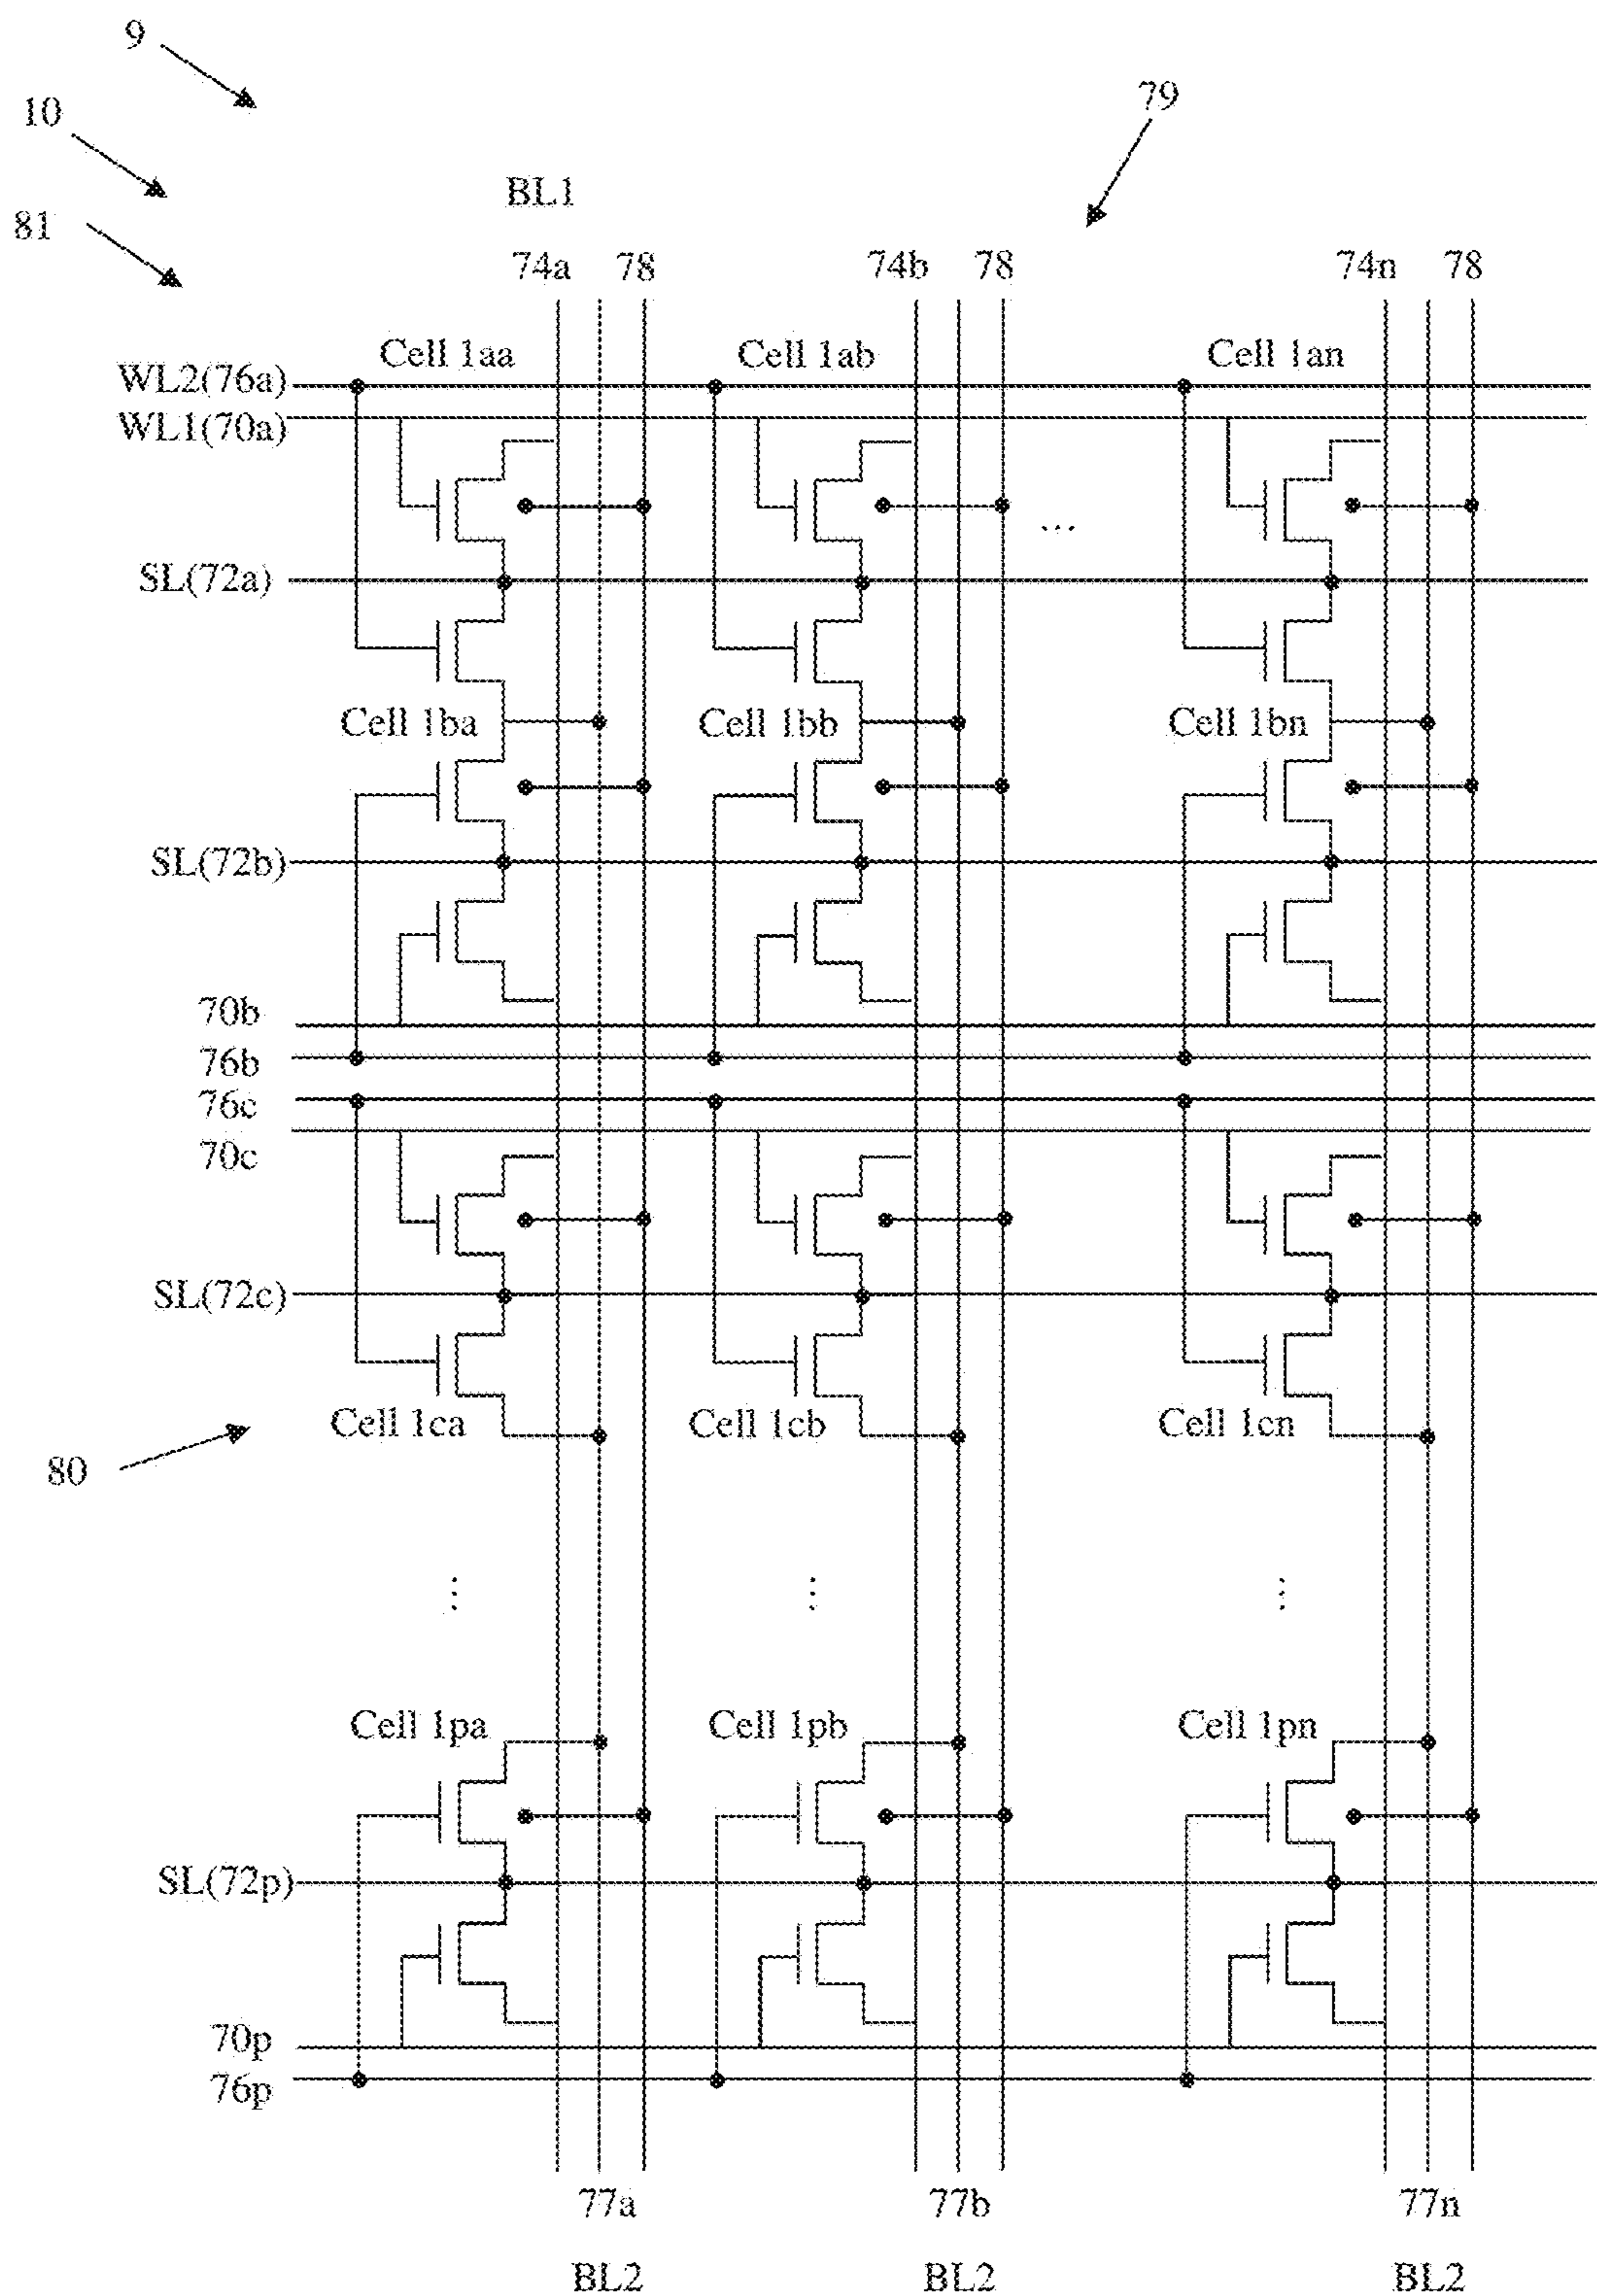 9
10
79
BL1
81
74a 78 74b 78 74n 78
Cell 1aa Cell 1ab Cell 1an
WL2(76a)
WL1(70a)
...
SL(72a)
Cell 1ba Cell 1bb Cell 1bn
SL(72b)
70b
76b
76c
70c
SL(72c)
Cell 1ca Cell 1cb Cell 1cn
80
⋮ ⋮ ⋮
Cell 1pa Cell 1pb Cell 1pn
SL(72p)
70p
76p
77a 77b 77n
BL2 BL2 BL2